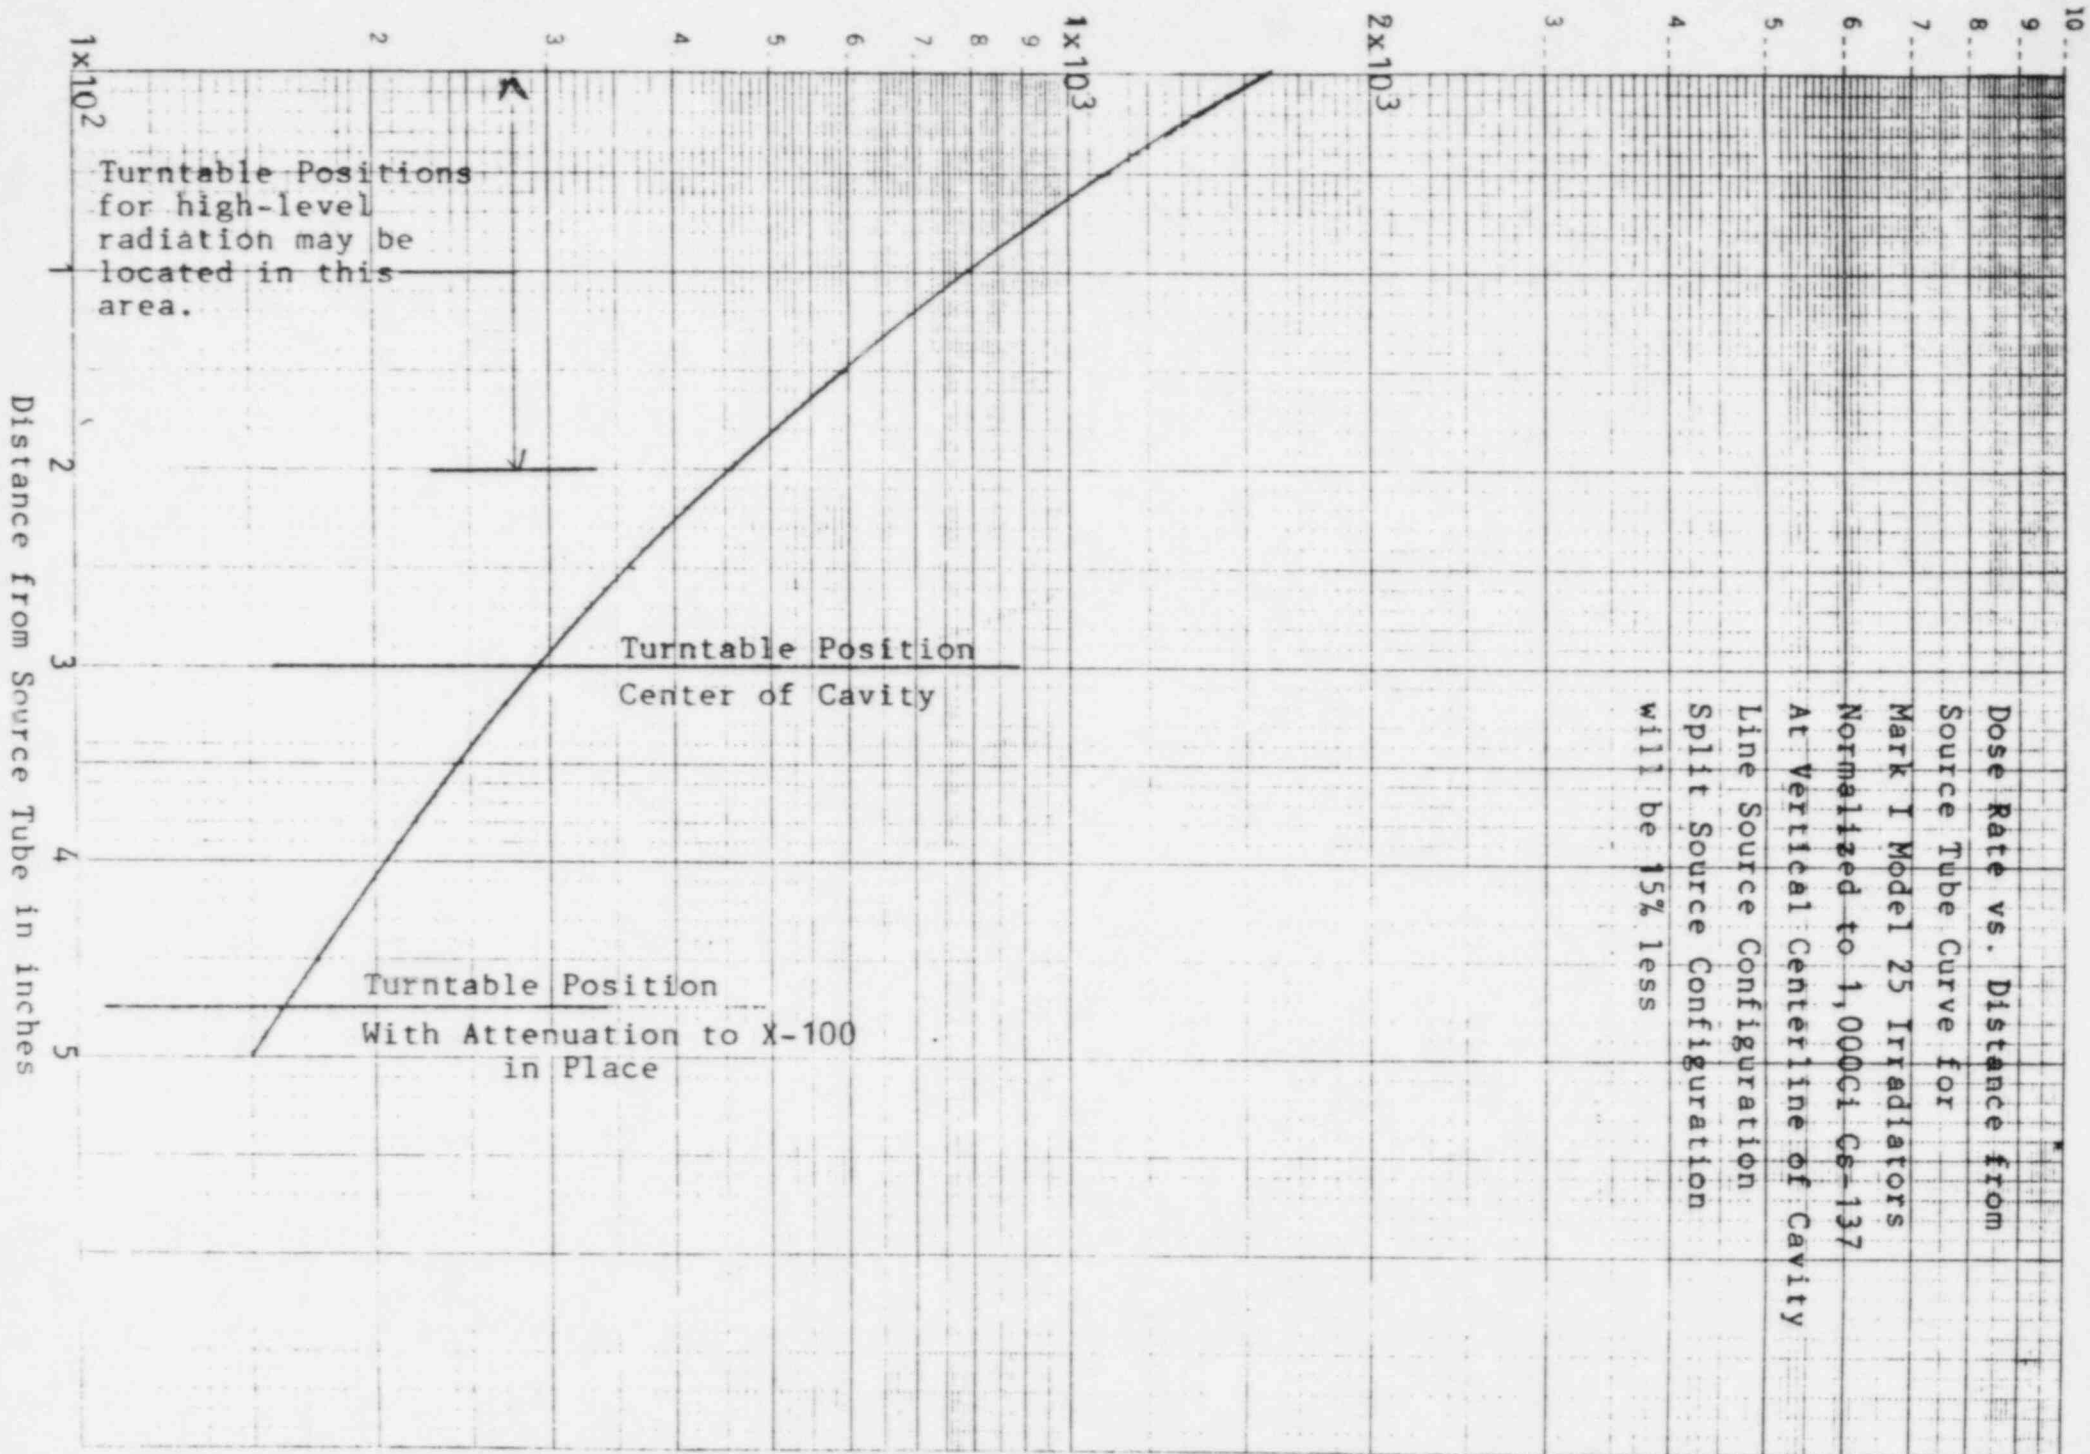 Dose Rate vs. Distance from
Source Tube Curve for
Mark I Model 25 Irradiators
Normalized to 1,000Ci Cs-137
At Vertical Centerline of Cavity
Line Source Configuration
Split Source Configuration
will be 15% less
1x10²
2
3
4
5
6
7
8
9
1x10³
2x10³
3
4
5
6
7
8
9
10
Turntable Positions
for high-level
radiation may be
located in this
area.
Turntable Position
Center of Cavity
Turntable Position
With Attenuation to X-100
in Place
1
2
3
4
5
Distance from Source Tube in inches